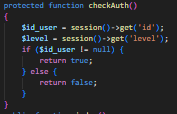 protected function checkAuth()
{
    $id_user = session()->get('id');
    $level = session()->get('level');
    if ($id_user != null) {
        return true;
    } else {
        return false;
    }
}